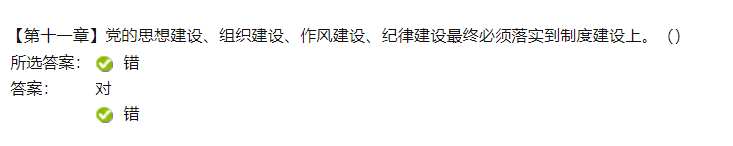 【第十一章】党的思想建设、组织建设、作风建设、纪律建设最终必须落实到制度建设上。（）
所选答案： 错
答案： 对
错